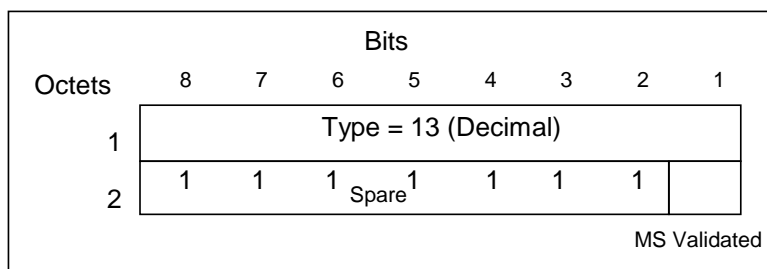 Bits
Octets 8 7 6 5 4 3 2 1
1 Type = 13 (Decimal)
2 1 1 1 1 1 1 1
Spare
MS Validated